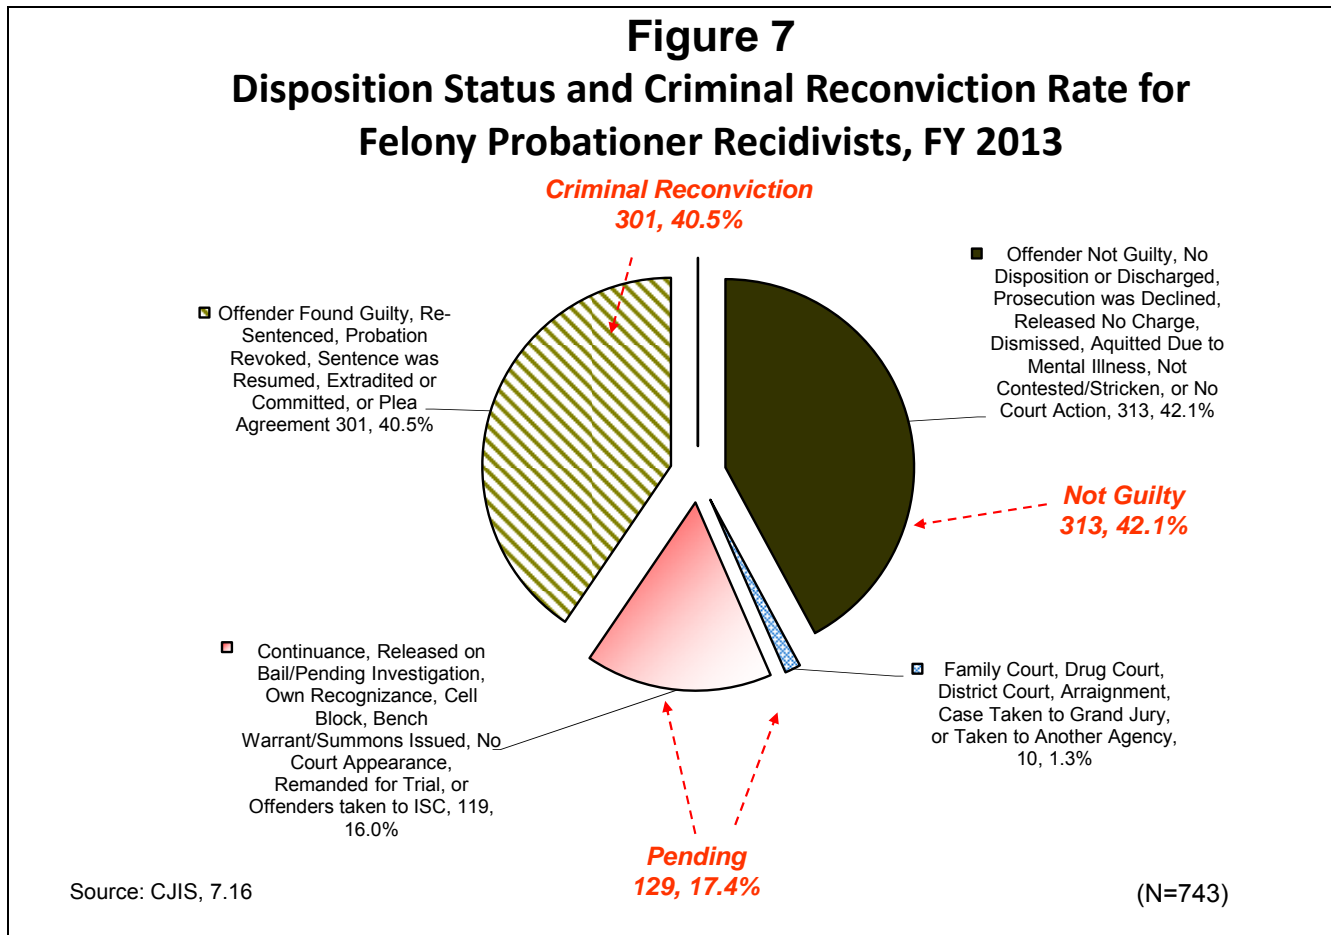 Figure 7
Disposition Status and Criminal Reconviction Rate for
Felony Probationer Recidivists, FY 2013
Criminal Reconviction
301, 40.5%
Offender Found Guilty, Re-
Sentenced, Probation
Revoked, Sentence was
Resumed, Extradited or
Committed, or Plea
Agreement 301, 40.5%
Offender Not Guilty, No
Disposition or Discharged,
Prosecution was Declined,
Released No Charge,
Dismissed, Aquitted Due to
Mental Illness, Not
Contested/Stricken, or No
Court Action, 313, 42.1%
Not Guilty
313, 42.1%
Continuance, Released on
Bail/Pending Investigation,
Own Recognizance, Cell
Block, Bench
Warrant/Summons Issued, No
Court Appearance,
Remanded for Trial, or
Offenders taken to ISC, 119,
16.0%
Family Court, Drug Court,
District Court, Arraignment,
Case Taken to Grand Jury,
or Taken to Another Agency,
10, 1.3%
Pending
129, 17.4%
Source: CJIS, 7.16
(N=743)